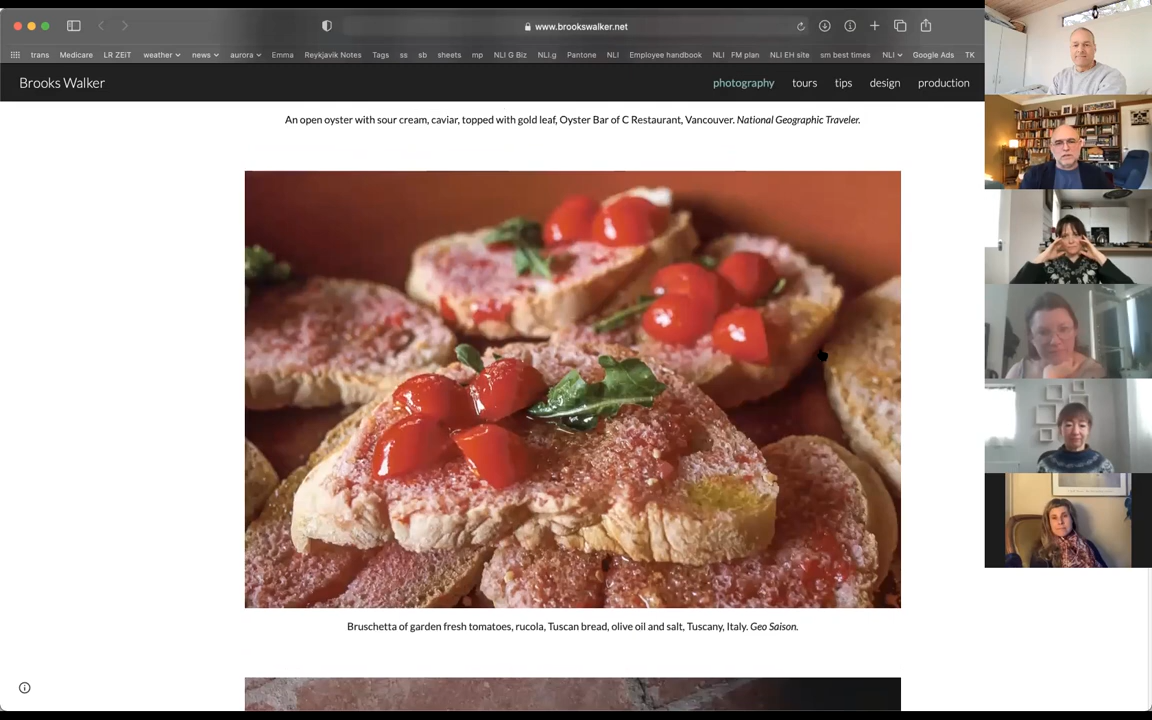 www.brookswalker.net
trans Medicare LR ZEiT weather news aurora Emma Reykjavik Notes Tags ss sb sheets mp NLI G Biz NLI.g Pantone NLI Employee handbook NLI FM plan NLI EH site sm best times NLI Google Ads TK
Brooks Walker photography tours tips design production
An open oyster with sour cream, caviar, topped with gold leaf, Oyster Bar of C Restaurant, Vancouver. National Geographic Traveler.
Bruschetta of garden fresh tomatoes, rucola, Tuscan bread, olive oil and salt, Tuscany, Italy. Geo Saison.